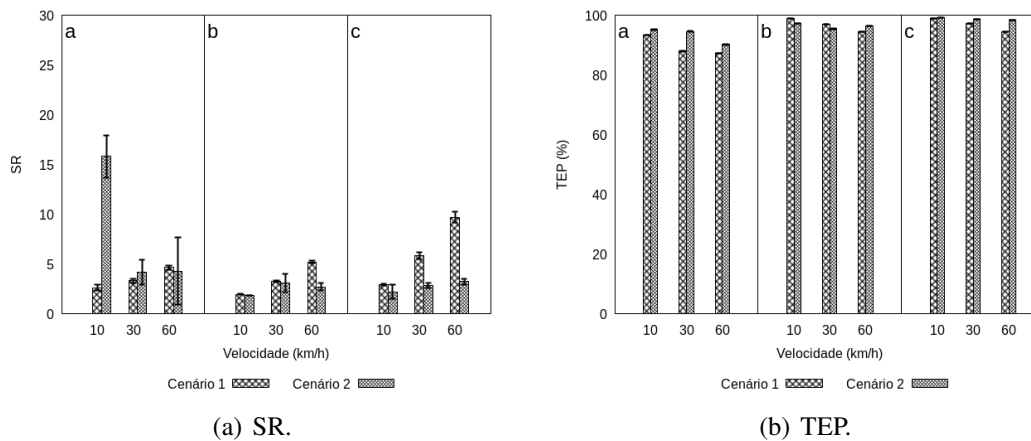 30
25
20
15
10
5
0
SR
a
b
c
10 30 60 10 30 60 10 30 60
Velocidade (km/h)
Cenário 1 Cenário 2
(a) SR.
100
80
60
40
20
0
TEP (%)
a
b
c
10 30 60 10 30 60 10 30 60
Velocidade (km/h)
Cenário 1 Cenário 2
(b) TEP.